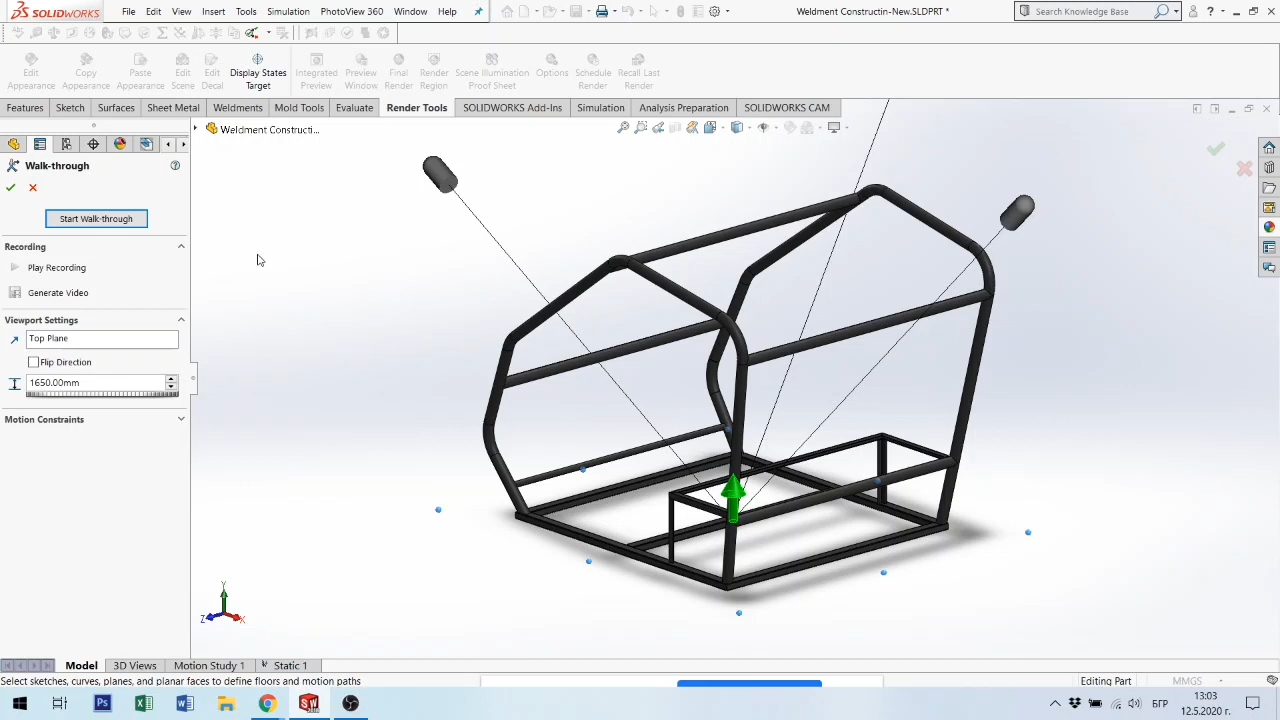 SOLIDWORKS File Edit View Insert Tools Simulation PhotoView 360 Window Help Weldment Constructin-New.SLDPRT * Search Knowledge Base
Edit Appearance
Copy Appearance
Paste Appearance
Edit Scene
Edit Decal
Display States Target
Integrated Preview
Preview Window
Final Render
Render Region
Scene Illumination Proof Sheet
Options
Schedule Render
Recall Last Render
Features Sketch Surfaces Sheet Metal Weldments Mold Tools Evaluate Render Tools SOLIDWORKS Add-Ins Simulation Analysis Preparation SOLIDWORKS CAM
Weldment Constructi...
Walk-through
Start Walk-through
Recording
Play Recording
Generate Video
Viewport Settings
Top Plane
Flip Direction
1650.00mm
Motion Constraints
Y
Z X
Model 3D Views Motion Study 1 Static 1
Select sketches, curves, planes, and planar faces to define floors and motion paths Editing Part MMGS
13:03
БГР
12.5.2020 г.